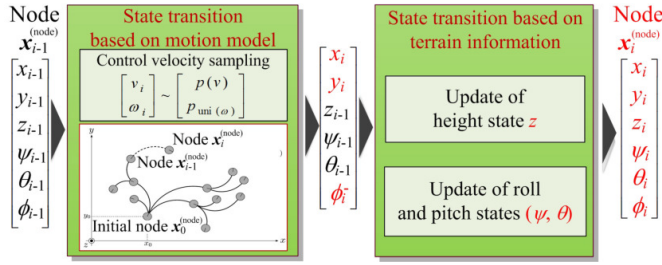 Node
x_{i-1}^{(node)}
[x_{i-1}
y_{i-1}
z_{i-1}
ψ_{i-1}
θ_{i-1}
ϕ_{i-1}]
State transition
based on motion model
Control velocity sampling
[v_i ω_i] ~ [p(v) p_{uni (ω)}]
y
Node x_i^{(node)}
)
Node x_{i-1}^{(node)}
y_0
Initial node x_0^{(node)}
z x_0 x
[x_i
y_i
z_{i-1}
ψ_{i-1}
θ_{i-1}
ϕ_i^-]
State transition based on
terrain information
Update of
height state z
Update of roll
and pitch states (ψ, θ)
Node
x_i^{(node)}
[x_i
y_i
z_i
ψ_i
θ_i
ϕ_i]